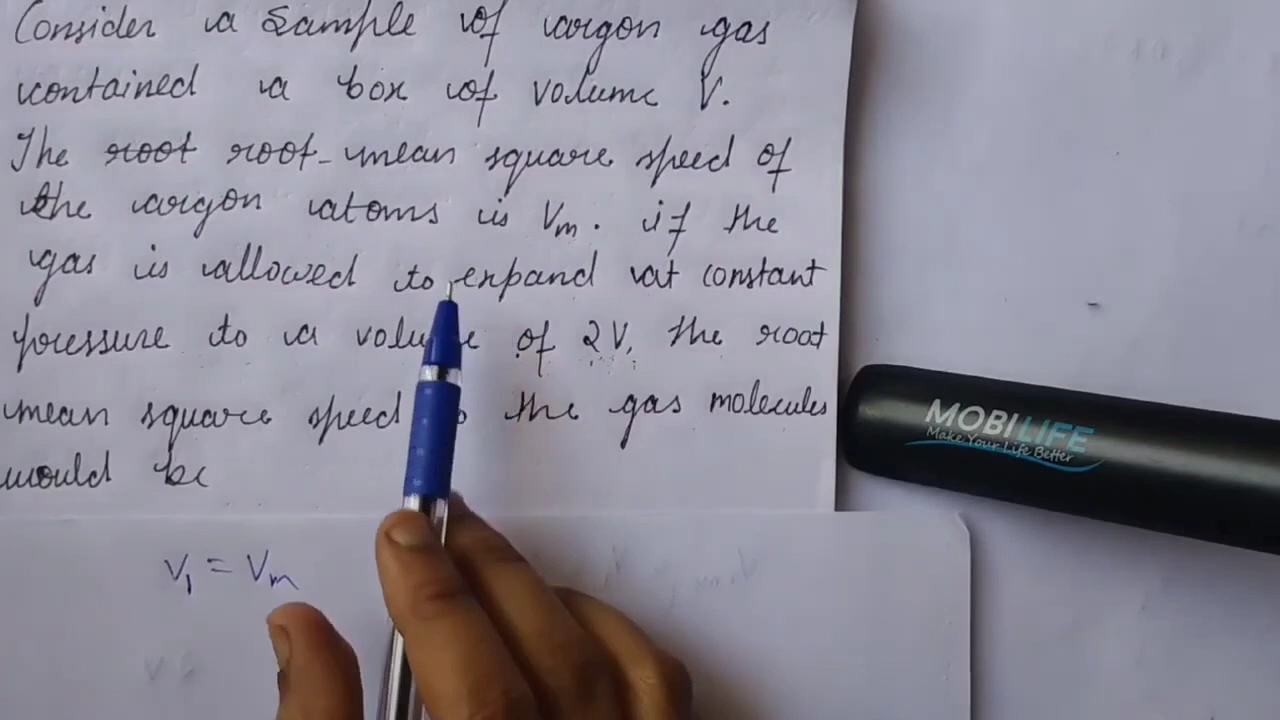 Consider a Sample of argon gas
contained a box of volume V.
The root root-mean square speed of
the argon atoms is Vm. if the
gas is allowed to expand at constant
pressure to a volume of 2V, the root
mean square speed the gas molecules
would be
V1 = Vm
MOBILIFE
Make Your Life Better